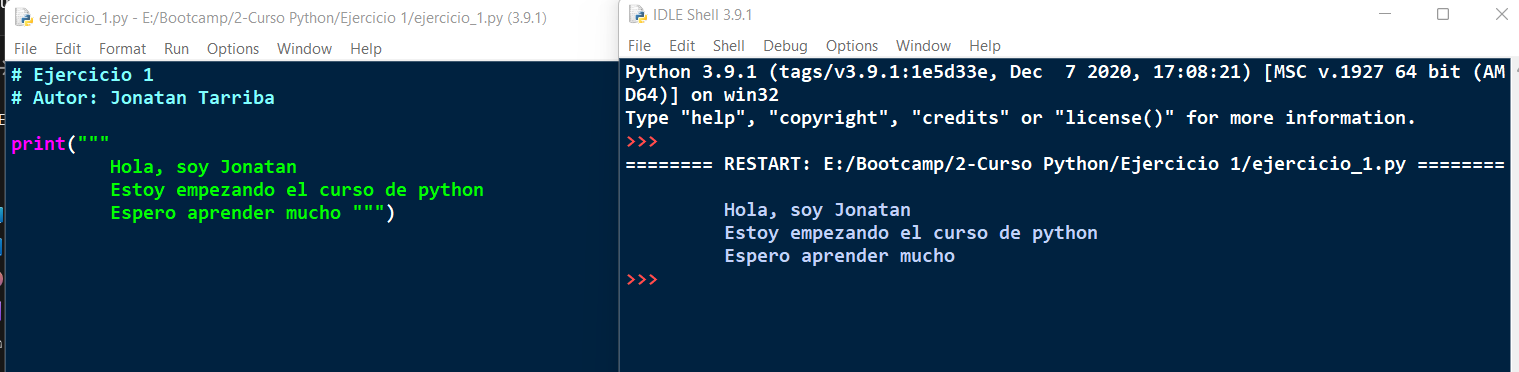 ejercicio_1.py - E:/Bootcamp/2-Curso Python/Ejercicio 1/ejercicio_1.py (3.9.1)
File Edit Format Run Options Window Help
# Ejercicio 1
# Autor: Jonatan Tarriba
print("""
Hola, soy Jonatan
Estoy empezando el curso de python
Espero aprender mucho """)
IDLE Shell 3.9.1
File Edit Shell Debug Options Window Help
Python 3.9.1 (tags/v3.9.1:1e5d33e, Dec  7 2020, 17:08:21) [MSC v.1927 64 bit (AM
D64)] on win32
Type "help", "copyright", "credits" or "license()" for more information.
>>>
======== RESTART: E:/Bootcamp/2-Curso Python/Ejercicio 1/ejercicio_1.py ========
Hola, soy Jonatan
Estoy empezando el curso de python
Espero aprender mucho
>>>